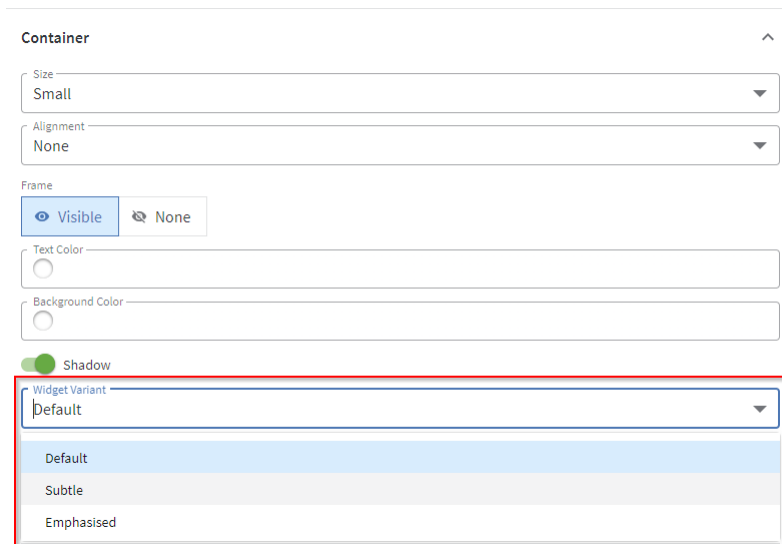 Container
Size
Small
Alignment
None
Frame
Visible None
Text Color
Background Color
Shadow
Widget Variant
Default
Default
Subtle
Emphasised